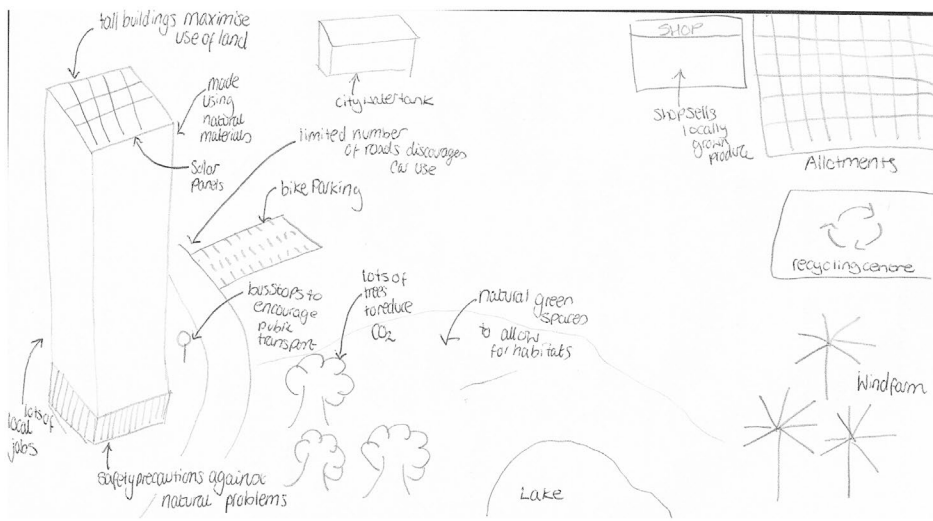 tall buildings maximise
use of land
made
using
natural
materials
solar
panels
city water tank
limited number
of roads discourages
car use
bike parking
SHOP
shop sells
locally
grown
produce
Allotments
recycling centre
bus stops to
encourage
public
transport
lots of
trees
to reduce
CO2
natural green
spaces
to allow
for habitats
Windfarm
lots of
local
jobs
safety precautions against
natural problems
Lake